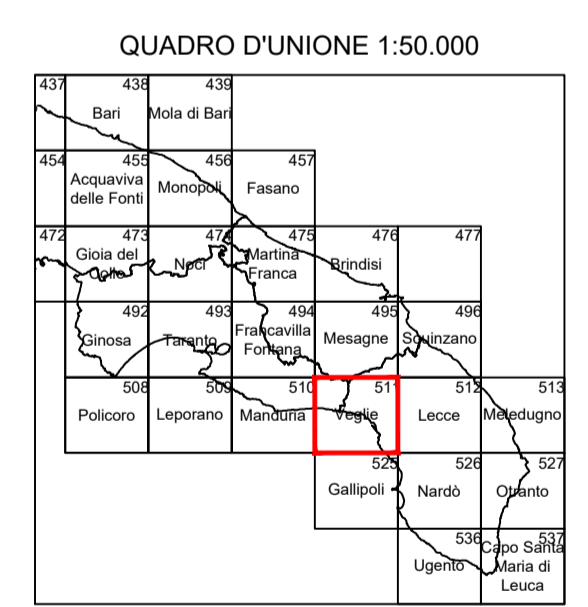 QUADRO D'UNIONE 1:50.000
437
438
439
Bari
Mola di Bari
454
455
456
457
Acquaviva
delle Fonti
Monopoli
Fasano
472
473
474
475
476
477
Gioia del
Colle
Noci
Martina
Franca
Brindisi
492
493
494
495
496
Ginosa
Taranto
Francavilla
Fontana
Mesagne
Squinzano
508
509
510
511
512
513
Policoro
Leporano
Manduria
Veglie
Lecce
Meledugno
525
526
527
Gallipoli
Nardò
Otranto
536
537
Ugento
Capo Santa
Maria di
Leuca